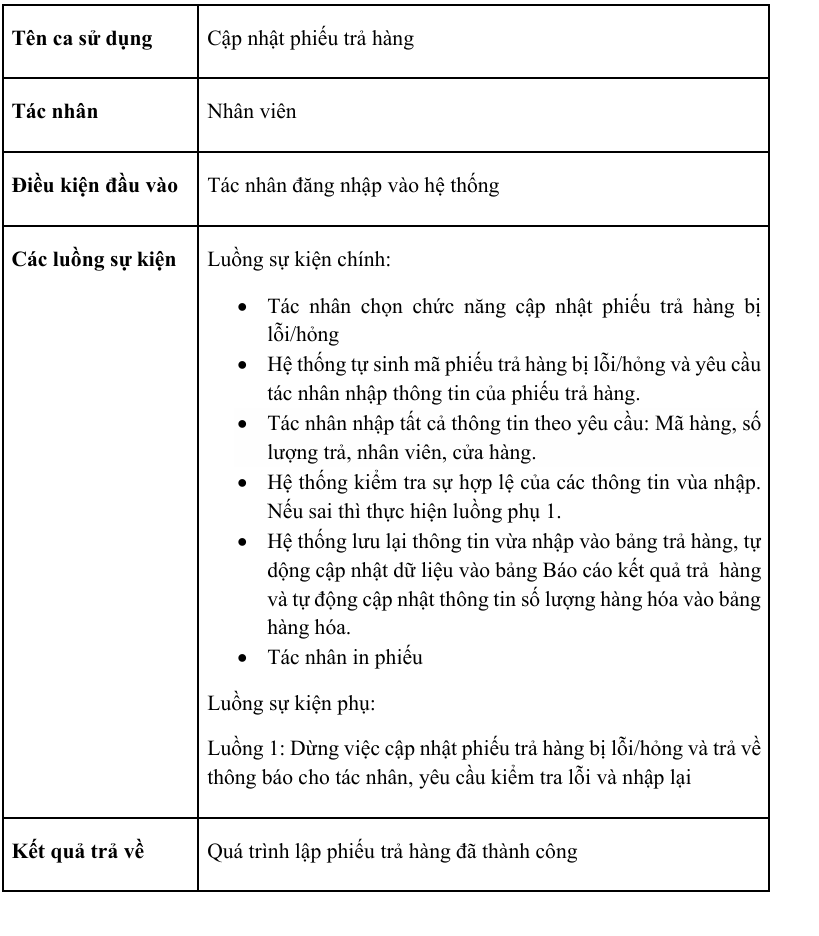 Tên ca sử dụng
Cập nhật phiếu trả hàng
Tác nhân
Nhân viên
Điều kiện đầu vào
Tác nhân đăng nhập vào hệ thống
Các luồng sự kiện
Luồng sự kiện chính:
• Tác nhân chọn chức năng cập nhật phiếu trả hàng bị
lỗi/hỏng
• Hệ thống tự sinh mã phiếu trả hàng bị lỗi/hỏng và yêu cầu
tác nhân nhập thông tin của phiếu trả hàng.
• Tác nhân nhập tất cả thông tin theo yêu cầu: Mã hàng, số
lượng trả, nhân viên, cửa hàng.
• Hệ thống kiểm tra sự hợp lệ của các thông tin vùa nhập.
Nếu sai thì thực hiện luồng phụ 1.
• Hệ thống lưu lại thông tin vừa nhập vào bảng trả hàng, tự
dộng cập nhật dữ liệu vào bảng Báo cáo kết quả trả hàng
và tự động cập nhật thông tin số lượng hàng hóa vào bảng
hàng hóa.
• Tác nhân in phiếu
Luồng sự kiện phụ:
Luồng 1: Dừng việc cập nhật phiếu trả hàng bị lỗi/hỏng và trả về
thông báo cho tác nhân, yêu cầu kiểm tra lỗi và nhập lại
Kết quả trả về
Quá trình lập phiếu trả hàng đã thành công